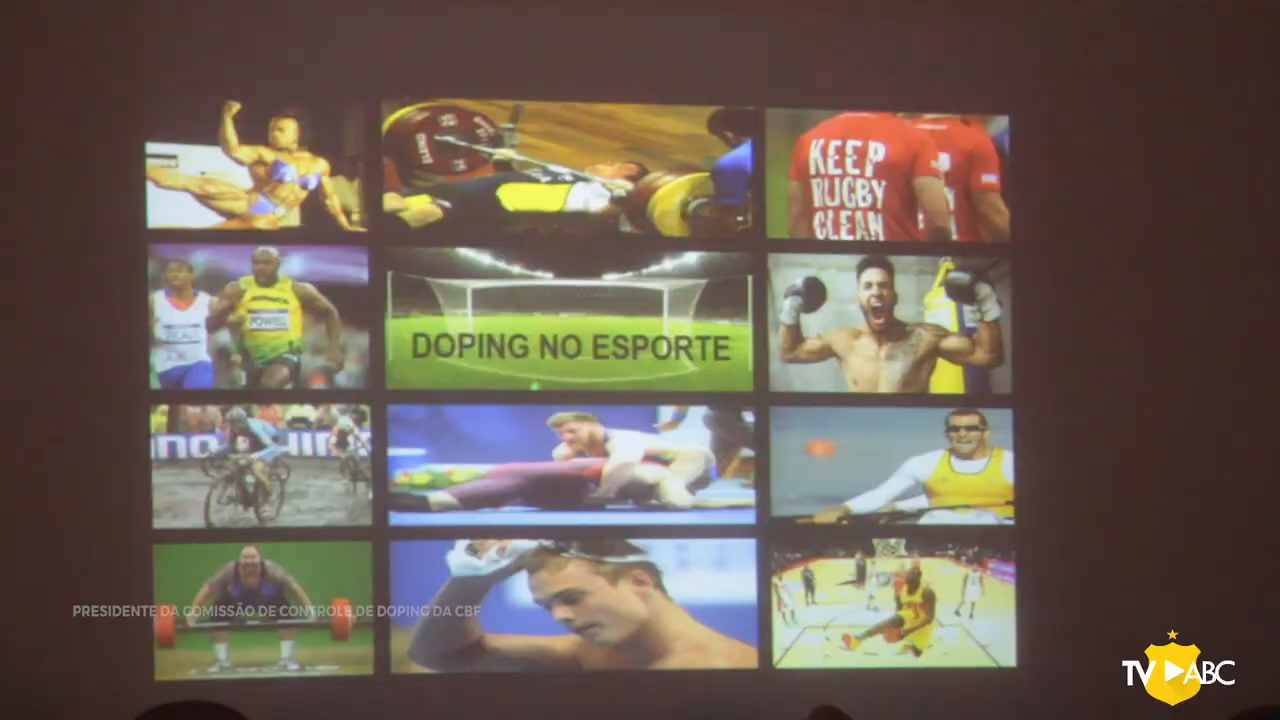 KEEP
RUGBY
CLEAN
POWELL
DOPING NO ESPORTE
PRESIDENTE DA COMISSÃO DE CONTROLE DE DOPING DA CBF
TV ABC